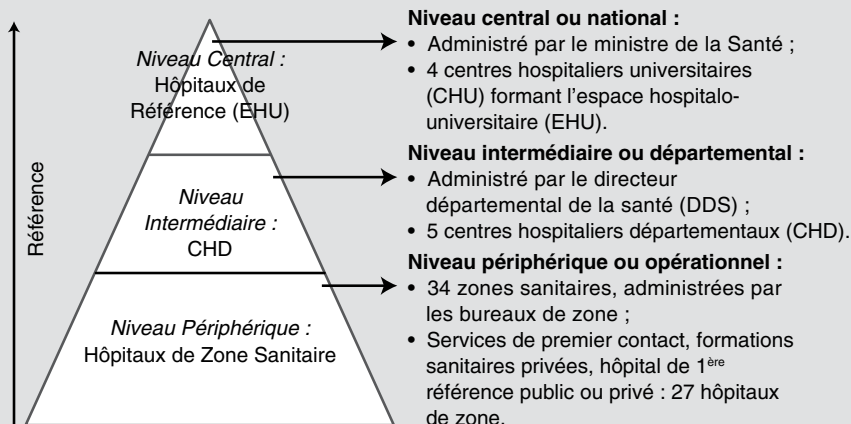 Référence
Niveau Central :
Hôpitaux de
Référence (EHU)
Niveau
Intermédiaire :
CHD
Niveau Périphérique :
Hôpitaux de Zone Sanitaire
Niveau central ou national :
• Administré par le ministre de la Santé ;
• 4 centres hospitaliers universitaires
(CHU) formant l'espace hospitalo-
universitaire (EHU).
Niveau intermédiaire ou départemental :
• Administré par le directeur
départemental de la santé (DDS) ;
• 5 centres hospitaliers départementaux (CHD).
Niveau périphérique ou opérationnel :
• 34 zones sanitaires, administrées par
les bureaux de zone ;
• Services de premier contact, formations
sanitaires privées, hôpital de 1ère
référence public ou privé : 27 hôpitaux
de zone.